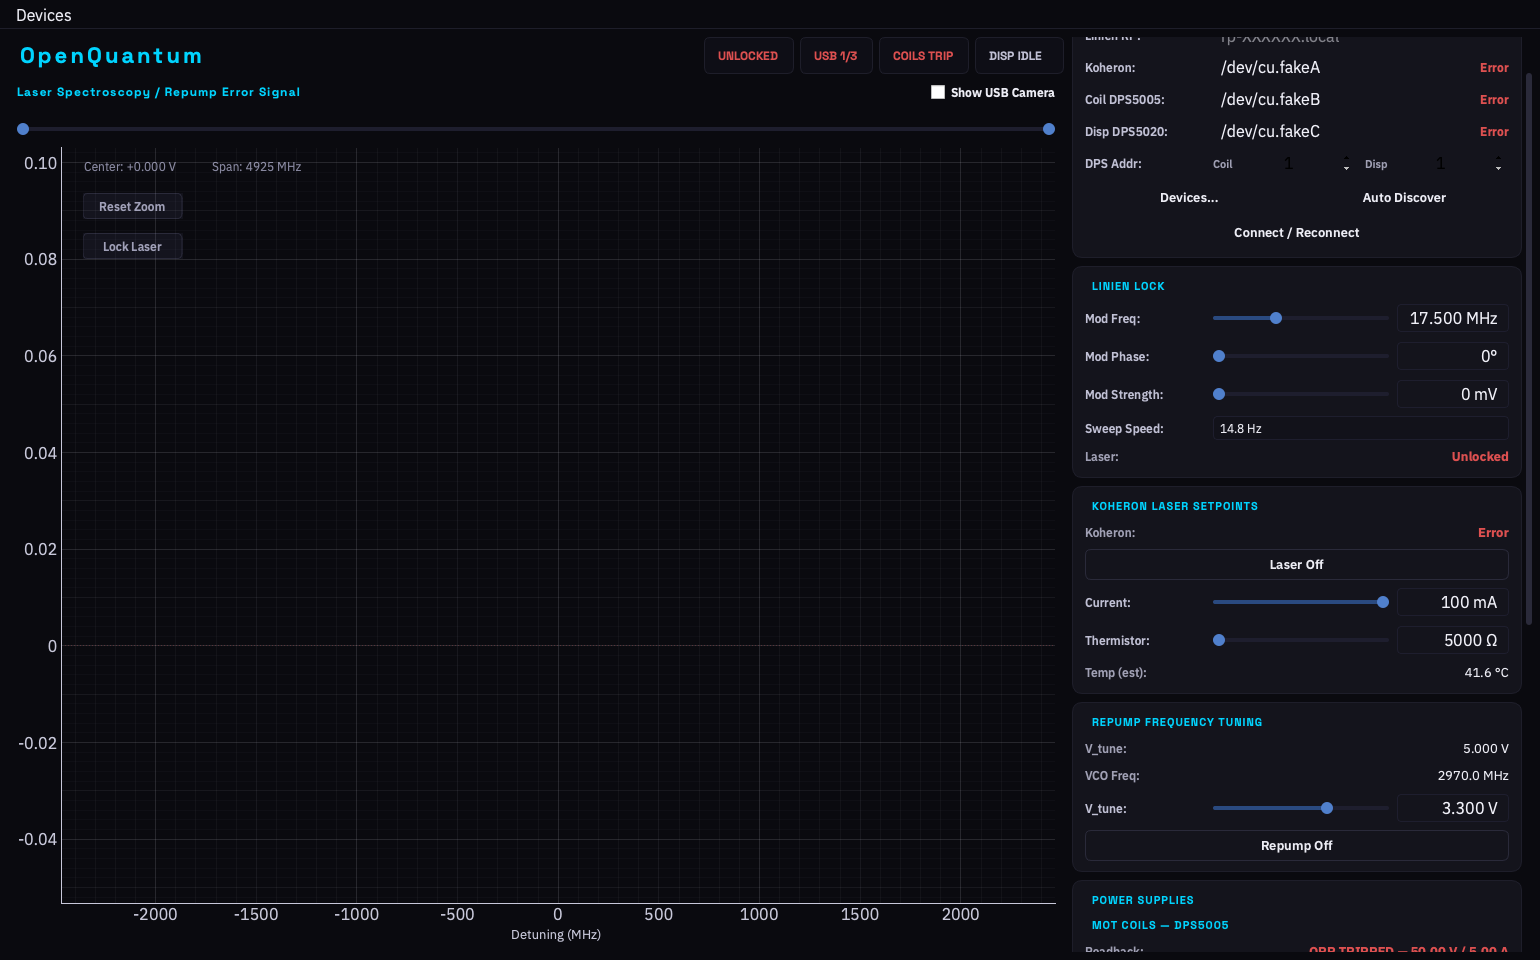 Devices
OpenQuantum
UNLOCKED
USB 1/3
COILS TRIP
DISP IDLE
Laser Spectroscopy / Repump Error Signal
Show USB Camera
Center: +0.000 V
Span: 4925 MHz
Reset Zoom
Lock Laser
0.10
0.08
0.06
0.04
0.02
0
-0.02
-0.04
-2000
-1500
-1000
-500
0
500
1000
1500
2000
Detuning (MHz)
rp-XXXXXX.local
Koheron: /dev/cu.fakeA Error
Coil DPS5005: /dev/cu.fakeB Error
Disp DPS5020: /dev/cu.fakeC Error
DPS Addr: Coil 1 Disp 1
Devices...
Auto Discover
Connect / Reconnect
LINIEN LOCK
Mod Freq: 17.500 MHz
Mod Phase: 0°
Mod Strength: 0 mV
Sweep Speed: 14.8 Hz
Laser: Unlocked
KOHERON LASER SETPOINTS
Koheron: Error
Laser Off
Current: 100 mA
Thermistor: 5000 Ω
Temp (est): 41.6 °C
REPUMP FREQUENCY TUNING
V_tune: 5.000 V
VCO Freq: 2970.0 MHz
V_tune: 3.300 V
Repump Off
POWER SUPPLIES
MOT COILS — DPS5005
Readback: